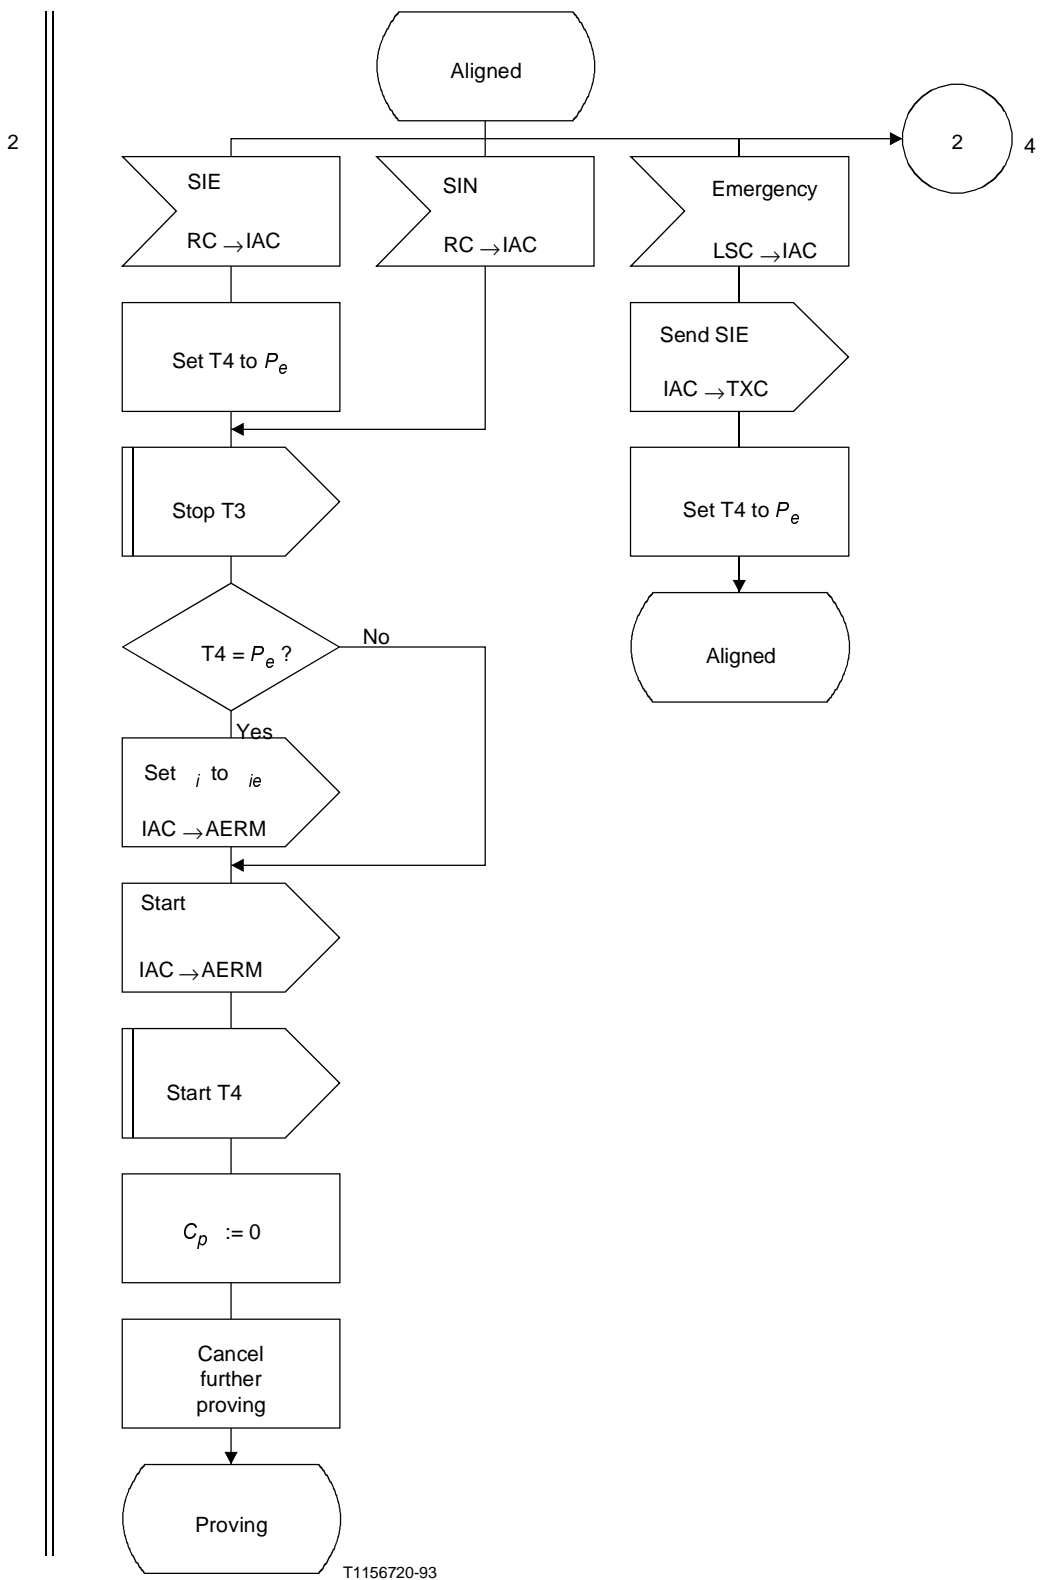 Aligned
2
2
4
SIE
RC →IAC
SIN
RC →IAC
Emergency
LSC →IAC
Set T4 to Pe
Send SIE
IAC →TXC
Stop T3
Set T4 to Pe
T4 = Pe ?
No
Yes
Aligned
Set i to ie
IAC →AERM
Start
IAC →AERM
Start T4
Cp := 0
Cancel
further
proving
Proving
T1156720-93